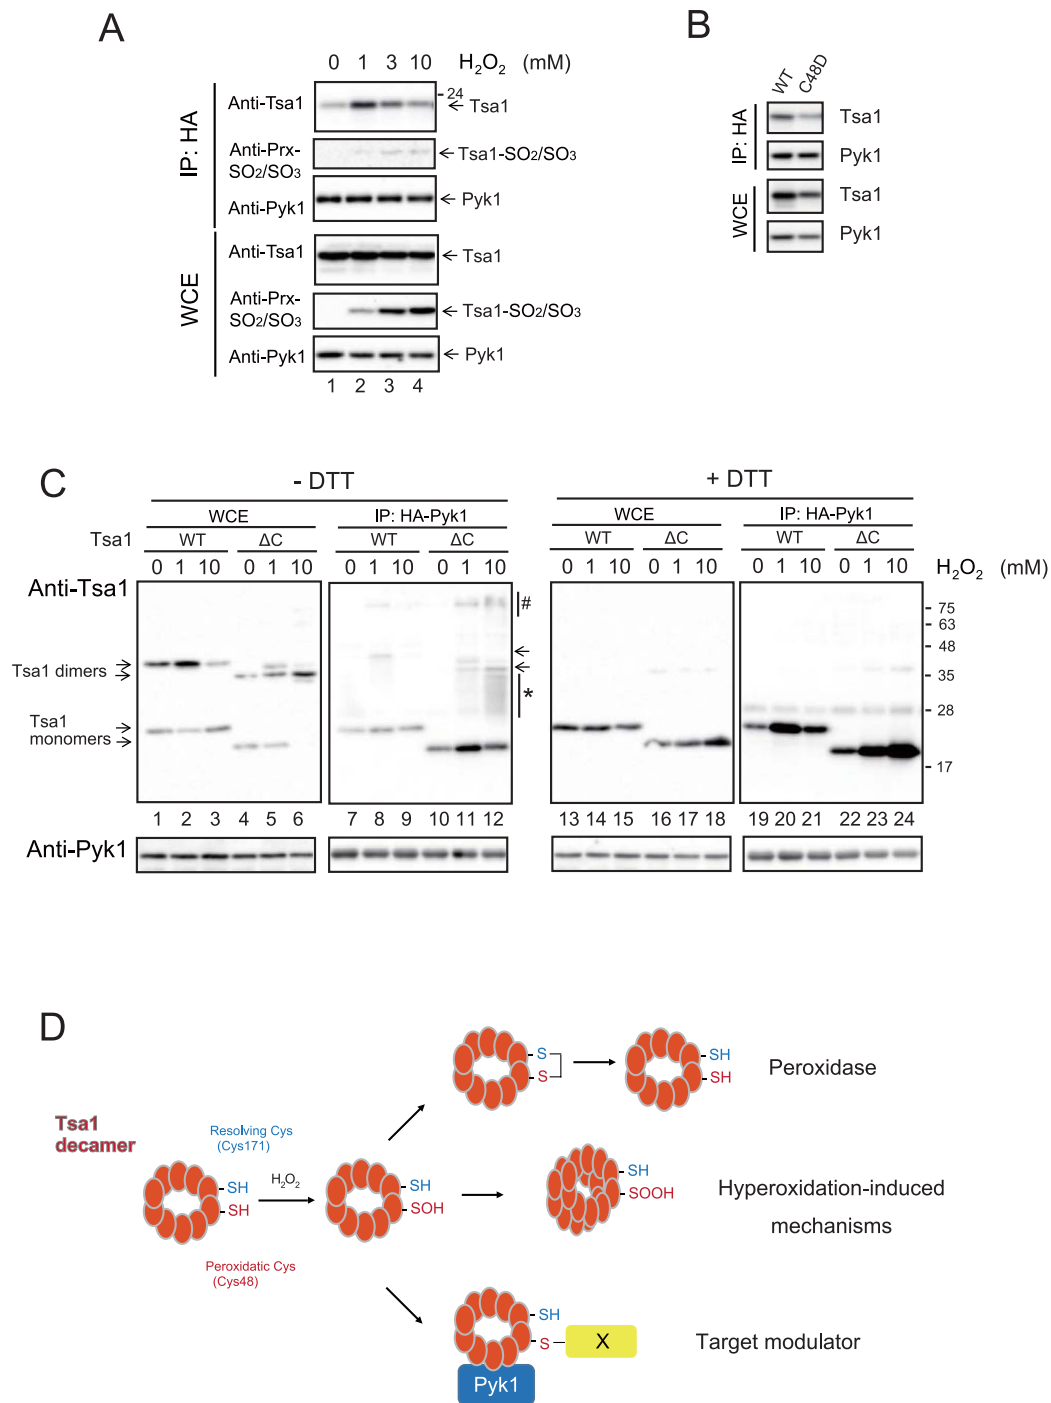 A
0 1 3 10 H2O2 (mM)
IP: HA
Anti-Tsa1
24
Tsa1
Anti-Prx-
SO2/SO3
Tsa1-SO2/SO3
Anti-Pyk1
Pyk1
WCE
Anti-Tsa1
Tsa1
Anti-Prx-
SO2/SO3
Tsa1-SO2/SO3
Anti-Pyk1
Pyk1
1 2 3 4
B
WT C48D
IP: HA
Tsa1
Pyk1
WCE
Tsa1
Pyk1
C
- DTT + DTT
WCE IP: HA-Pyk1 WCE IP: HA-Pyk1
Tsa1 WT ΔC WT ΔC WT ΔC WT ΔC
0 1 10 0 1 10 0 1 10 0 1 10 0 1 10 0 1 10 0 1 10 0 1 10 H2O2 (mM)
Anti-Tsa1
#
75
63
48
Tsa1 dimers
35
*
28
Tsa1
monomers
17
1 2 3 4 5 6 7 8 9 10 11 12 13 14 15 16 17 18 19 20 21 22 23 24
Anti-Pyk1
D
S
S
SH
SH
Peroxidase
Tsa1
decamer
Resolving Cys
(Cys171)
SH
SH
H2O2
SH
SOH
SH
SOOH
Hyperoxidation-induced
mechanisms
Peroxidatic Cys
(Cys48)
SH
S
X
Pyk1
Target modulator